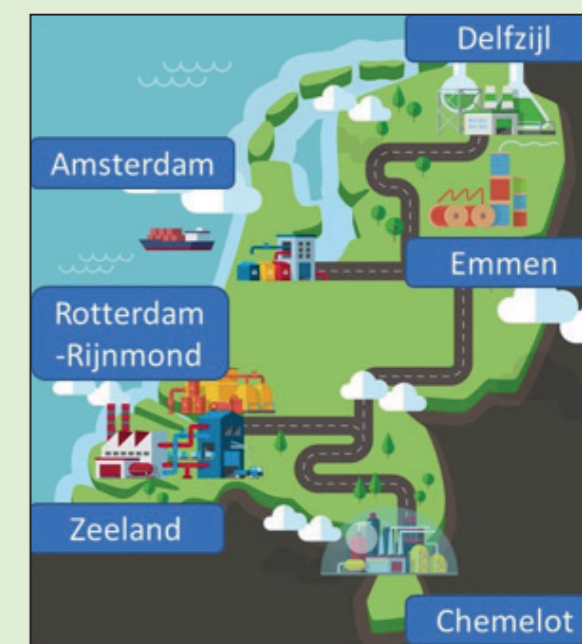 Delfzijl
Amsterdam
Emmen
Rotterdam
-Rijnmond
Zeeland
Chemelot